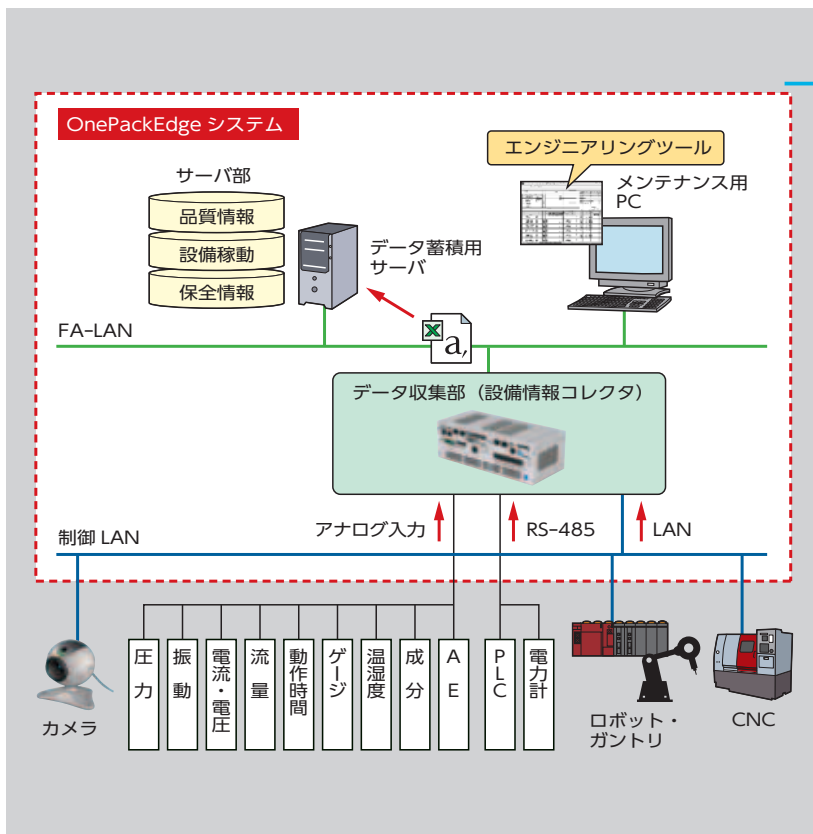 OnePackEdge システム
エンジニアリングツール
サーバ部
メンテナンス用
PC
品質情報
設備稼動
保全情報
データ蓄積用
サーバ
FA-LAN
a,
データ収集部（設備情報コレクタ）
アナログ入力
RS-485
LAN
制御 LAN
圧力
振動
電流・電圧
流量
動作時間
ゲージ
温湿度
成分
AE
PLC
電力計
カメラ
ロボット・
ガントリ
CNC